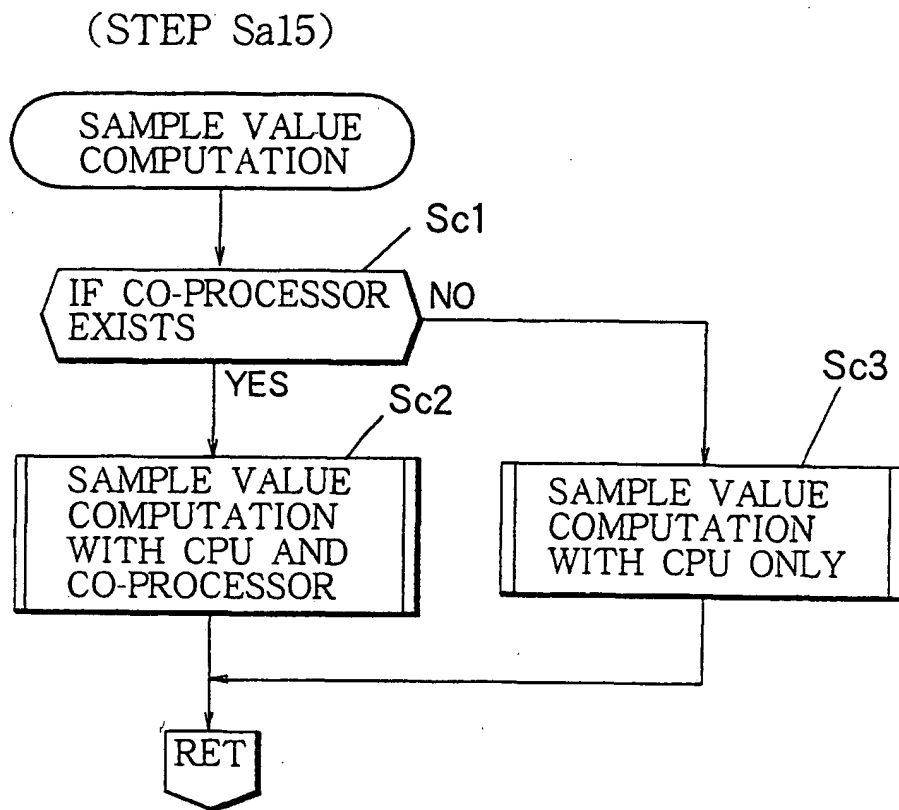 (STEP Sa15)
SAMPLE VALUE
COMPUTATION
Sc1
IF CO-PROCESSOR
EXISTS
NO
YES
Sc2
SAMPLE VALUE
COMPUTATION
WITH CPU AND
CO-PROCESSOR
Sc3
SAMPLE VALUE
COMPUTATION
WITH CPU ONLY
RET